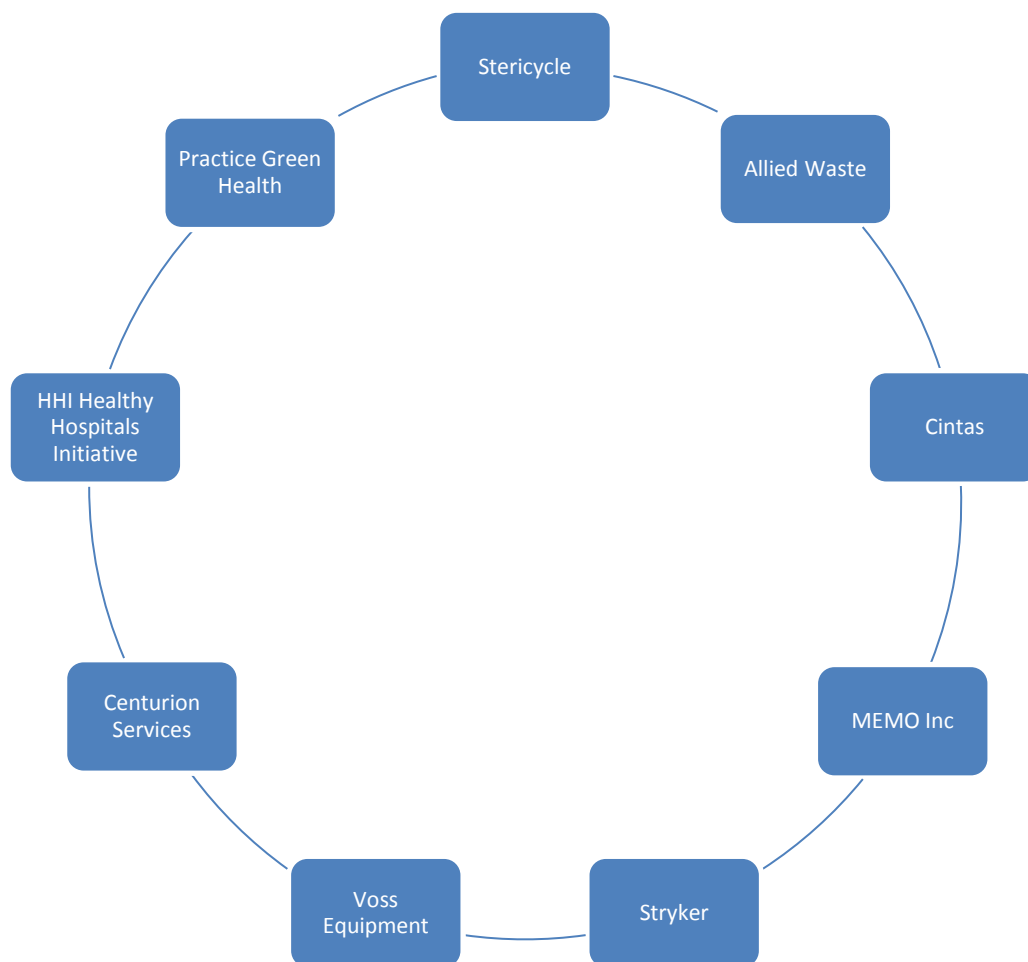 Stericycle
Allied Waste
Cintas
MEMO Inc
Stryker
Voss
Equipment
Centurion
Services
HHI Healthy
Hospitals
Initiative
Practice Green
Health